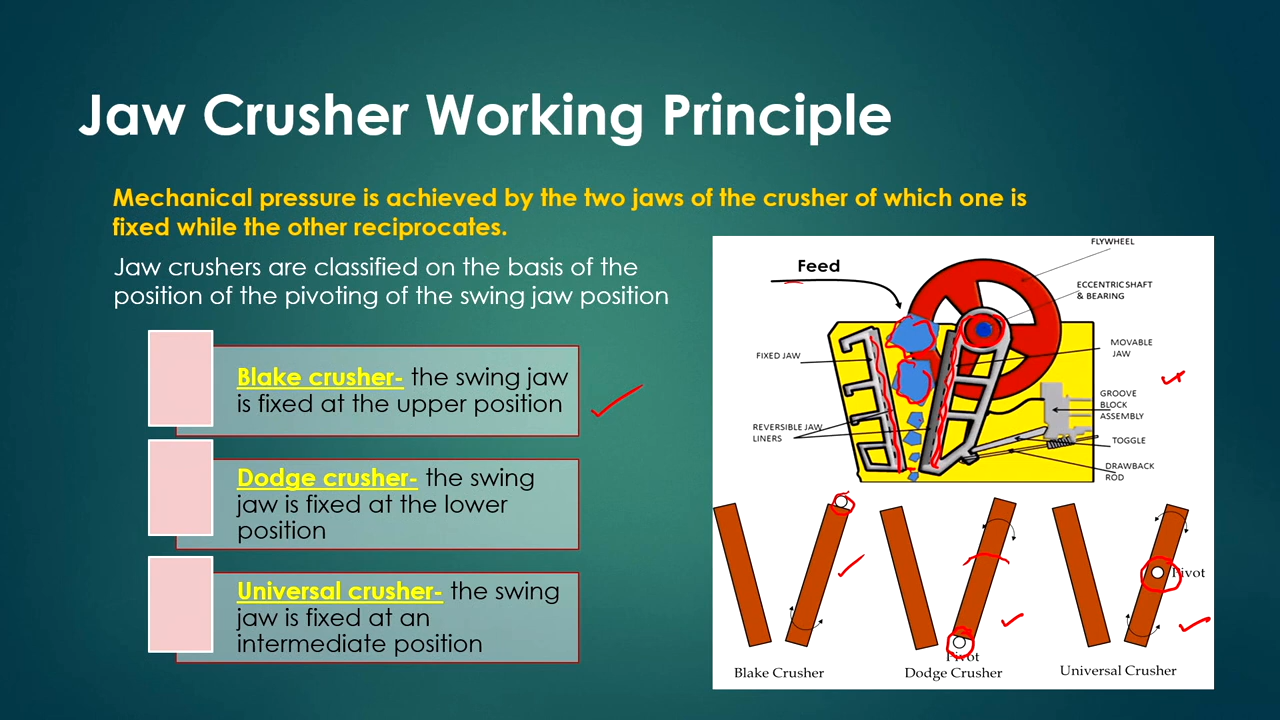 Jaw Crusher Working Principle
Mechanical pressure is achieved by the two jaws of the crusher of which one is
fixed while the other reciprocates.
Jaw crushers are classified on the basis of the
position of the pivoting of the swing jaw position
Blake crusher- the swing jaw
is fixed at the upper position
Dodge crusher- the swing
jaw is fixed at the lower
position
Universal crusher- the swing
jaw is fixed at an
intermediate position
FLYWHEEL
Feed
ECCENTRIC SHAFT
& BEARING
FIXED JAW
MOVABLE
JAW
GROOVE
BLOCK
ASSEMBLY
REVERSIBLE JAW
LINERS
TOGGLE
DRAWBACK
ROD
Pivot
Pivot
Blake Crusher
Dodge Crusher
Universal Crusher